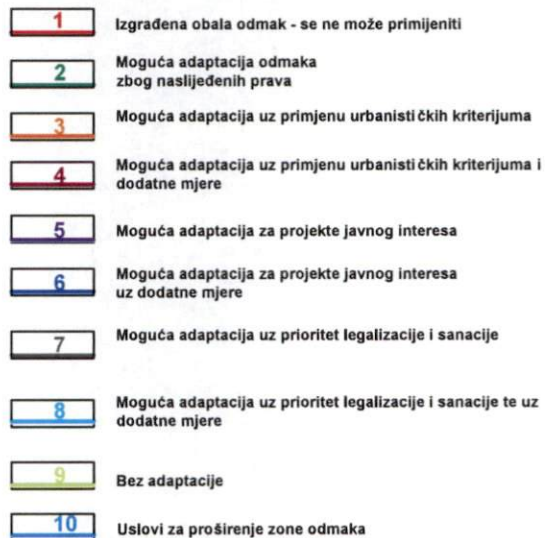 1 Izgrađena obala odmak - se ne može primijeniti
2 Moguća adaptacija odmaka
zbog naslijeđenih prava
3 Moguća adaptacija uz primjenu urbanističkih kriterijuma
4 Moguća adaptacija uz primjenu urbanističkih kriterijuma i
dodatne mjere
5 Moguća adaptacija za projekte javnog interesa
6 Moguća adaptacija za projekte javnog interesa
uz dodatne mjere
7 Moguća adaptacija uz prioritet legalizacije i sanacije
8 Moguća adaptacija uz prioritet legalizacije i sanacije te uz
dodatne mjere
9 Bez adaptacije
10 Uslovi za proširenje zone odmaka